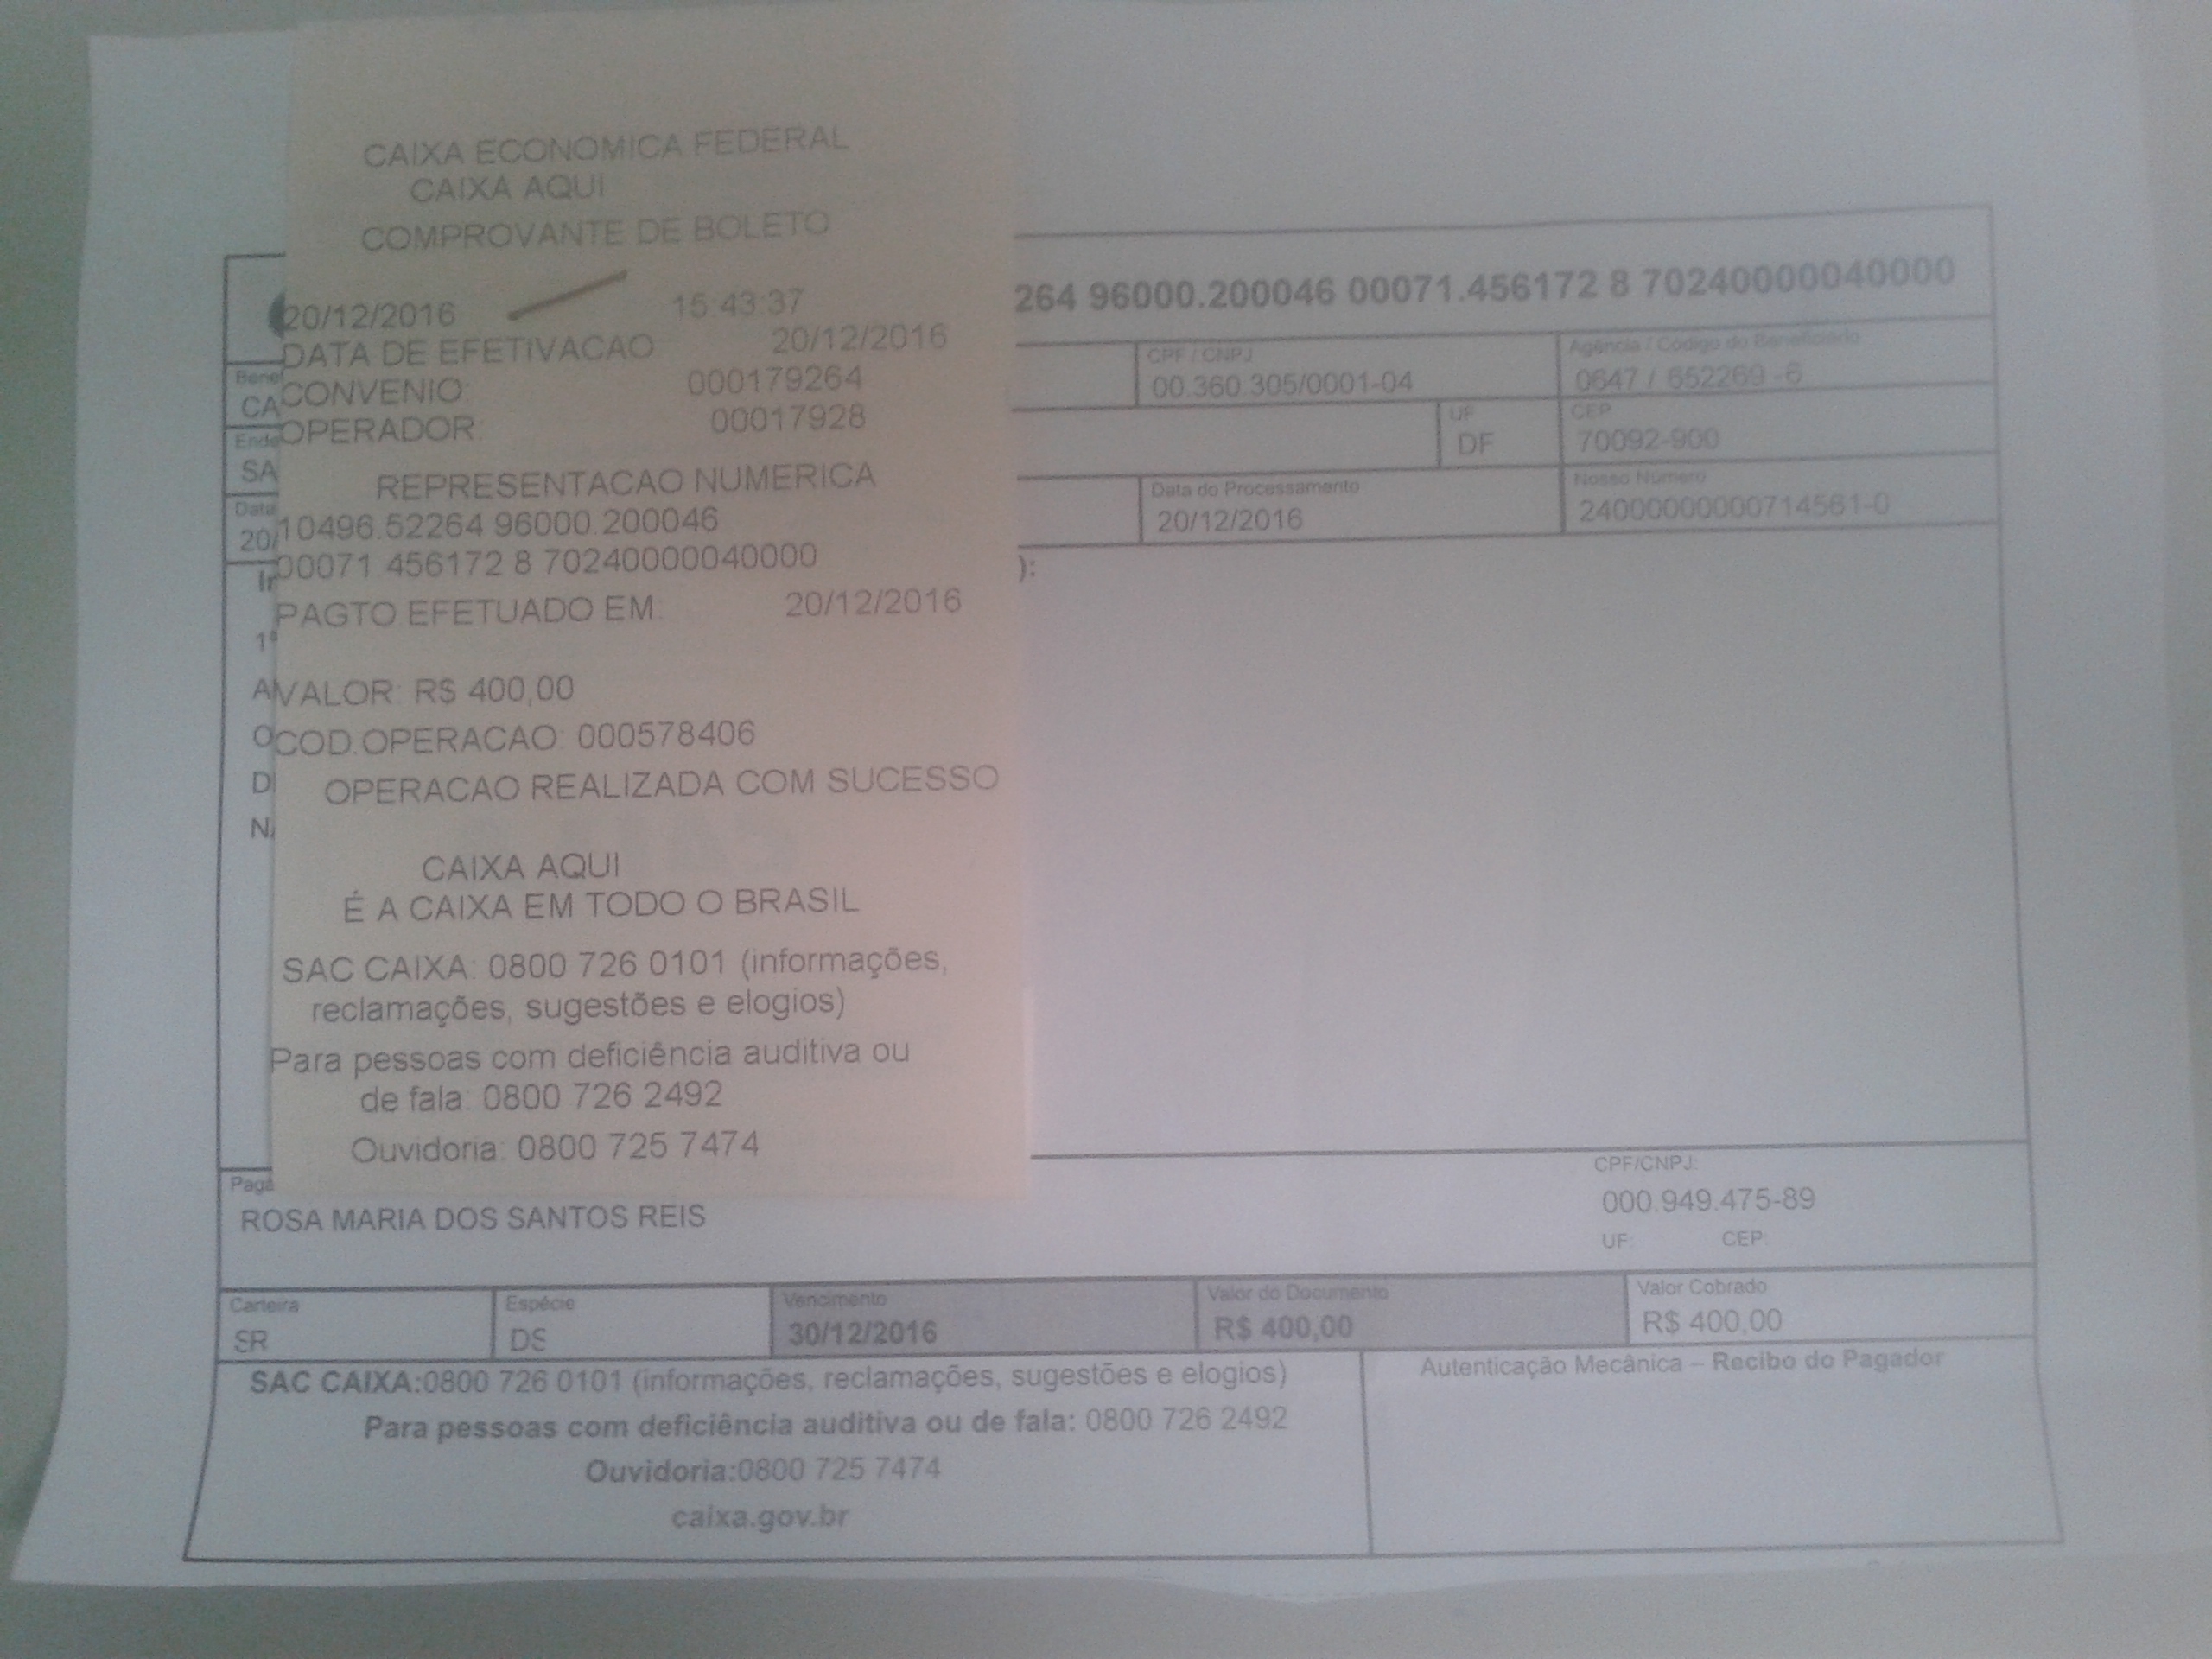 CAIXA ECONOMICA FEDERAL
CAIXA AQUI
COMPROVANTE DE BOLETO
20/12/2016 15:43:37
DATA DE EFETIVACAO 20/12/2016
CONVENIO: 000179264
OPERADOR: 00017928
REPRESENTACAO NUMERICA
10496.52264 96000.200046
00071.456172 8 70240000040000
PAGTO EFETUADO EM: 20/12/2016
VALOR: R$ 400,00
COD.OPERACAO: 000578406
OPERACAO REALIZADA COM SUCESSO
CAIXA AQUI
É A CAIXA EM TODO O BRASIL
SAC CAIXA: 0800 726 0101 (informações,
reclamações, sugestões e elogios)
Para pessoas com deficiência auditiva ou
de fala: 0800 726 2492
Ouvidoria: 0800 725 7474
264 96000.200046 00071.456172 8 70240000040000
Bene
CA
CPF / CNPJ
00.360.305/0001-04
Agência / Código do Beneficiário
0647 / 652269 -6
Ende
SA
UF
DF
CEP
70092-900
Data
20/
Data do Processamento
20/12/2016
Nosso Número
24000000000714561-0
):
1ª
A
O
D
N
Paga
ROSA MARIA DOS SANTOS REIS
CPF/CNPJ:
000.949.475-89
UF: CEP:
Carteira
SR
Espécie
DS
Vencimento
30/12/2016
Valor do Documento
R$ 400,00
Valor Cobrado
R$ 400,00
SAC CAIXA:0800 726 0101 (informações, reclamações, sugestões e elogios)
Para pessoas com deficiência auditiva ou de fala: 0800 726 2492
Ouvidoria:0800 725 7474
caixa.gov.br
Autenticação Mecânica – Recibo do Pagador